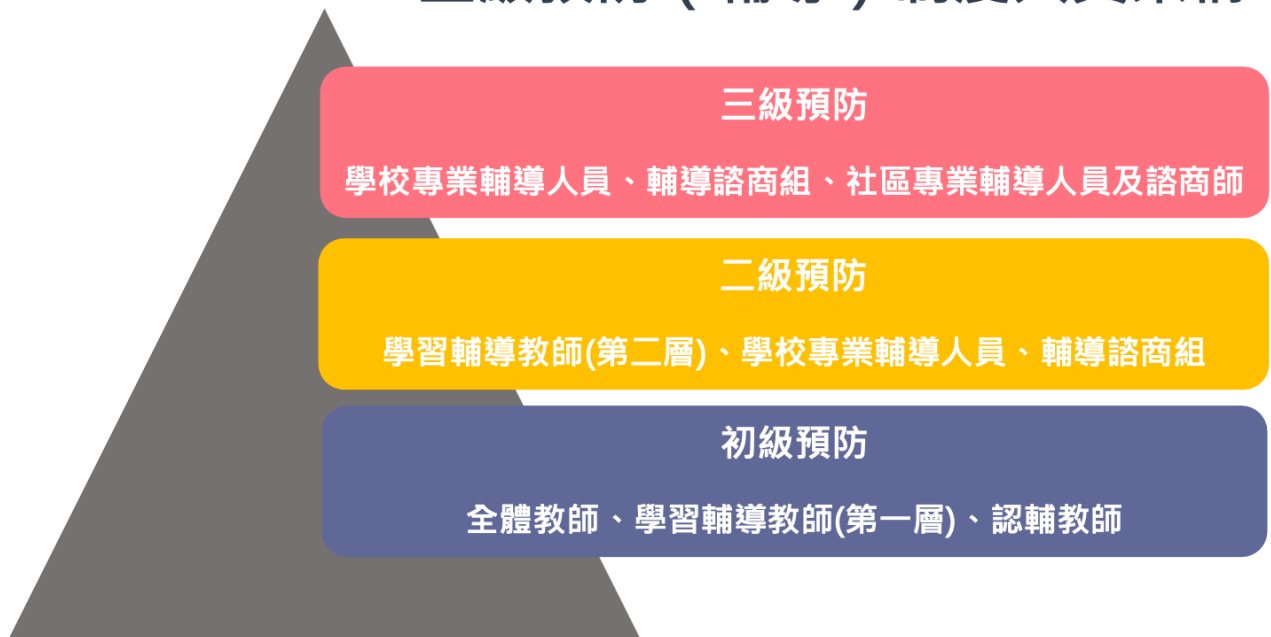 三級預防
學校專業輔導人員、輔導諮商組、社區專業輔導人員及諮商師
二級預防
學習輔導教師(第二層)、學校專業輔導人員、輔導諮商組
初級預防
全體教師、學習輔導教師(第一層)、認輔教師